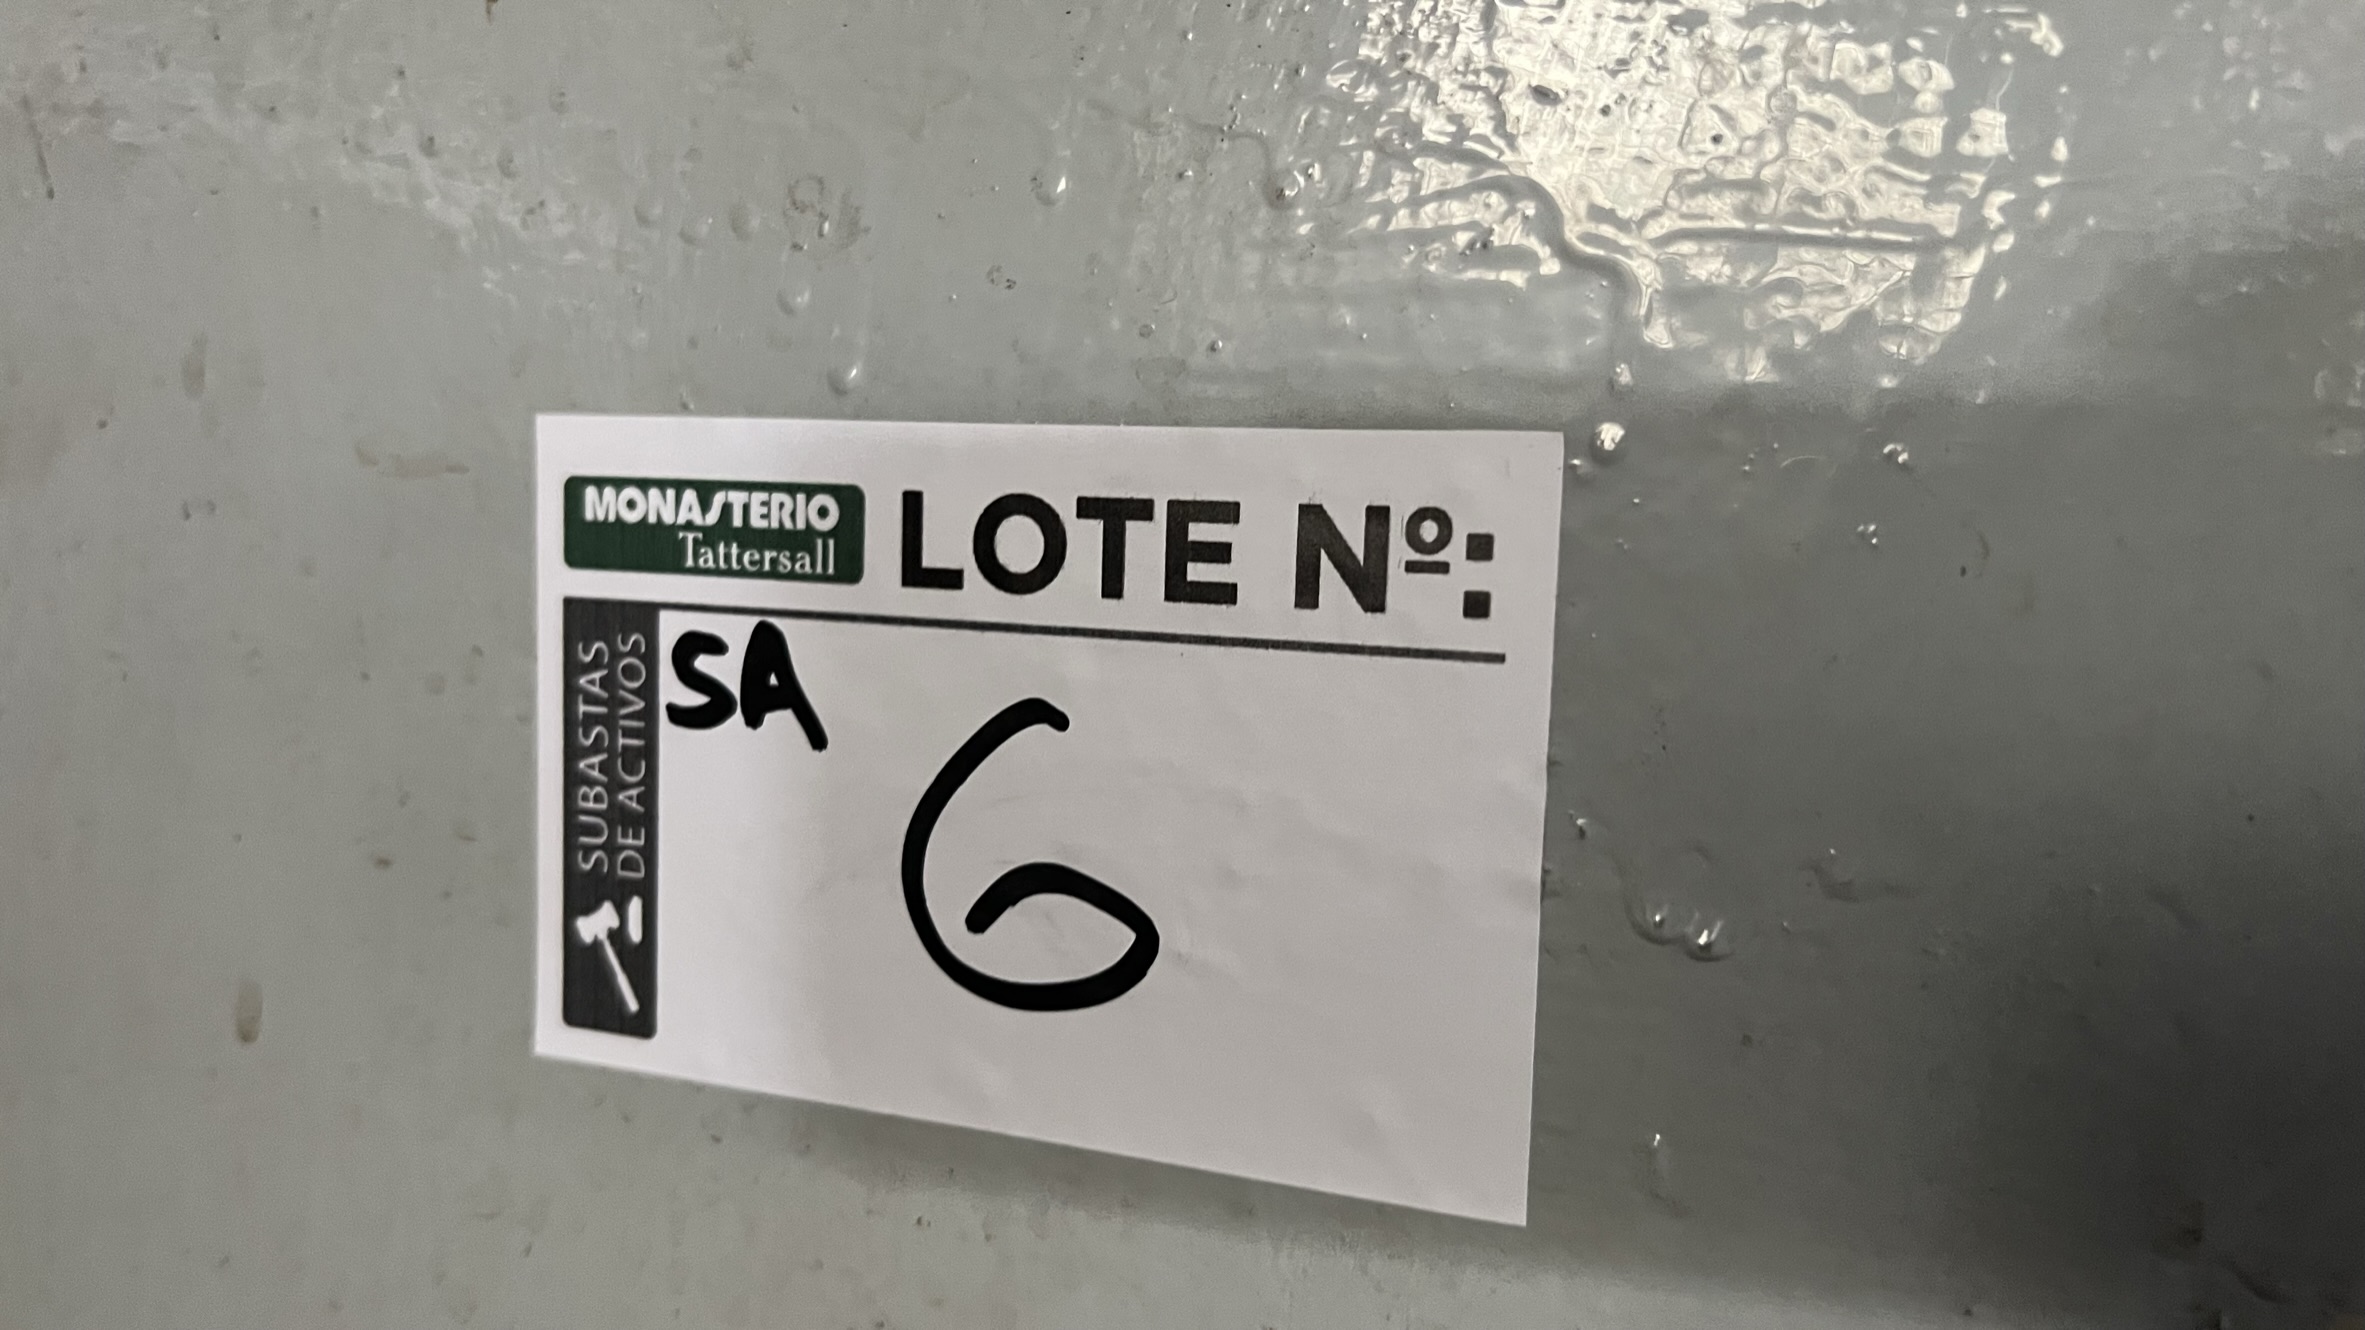 MONASTERIO
Tattersall
LOTE Nº:
SUBASTAS
DE ACTIVOS
SA
6